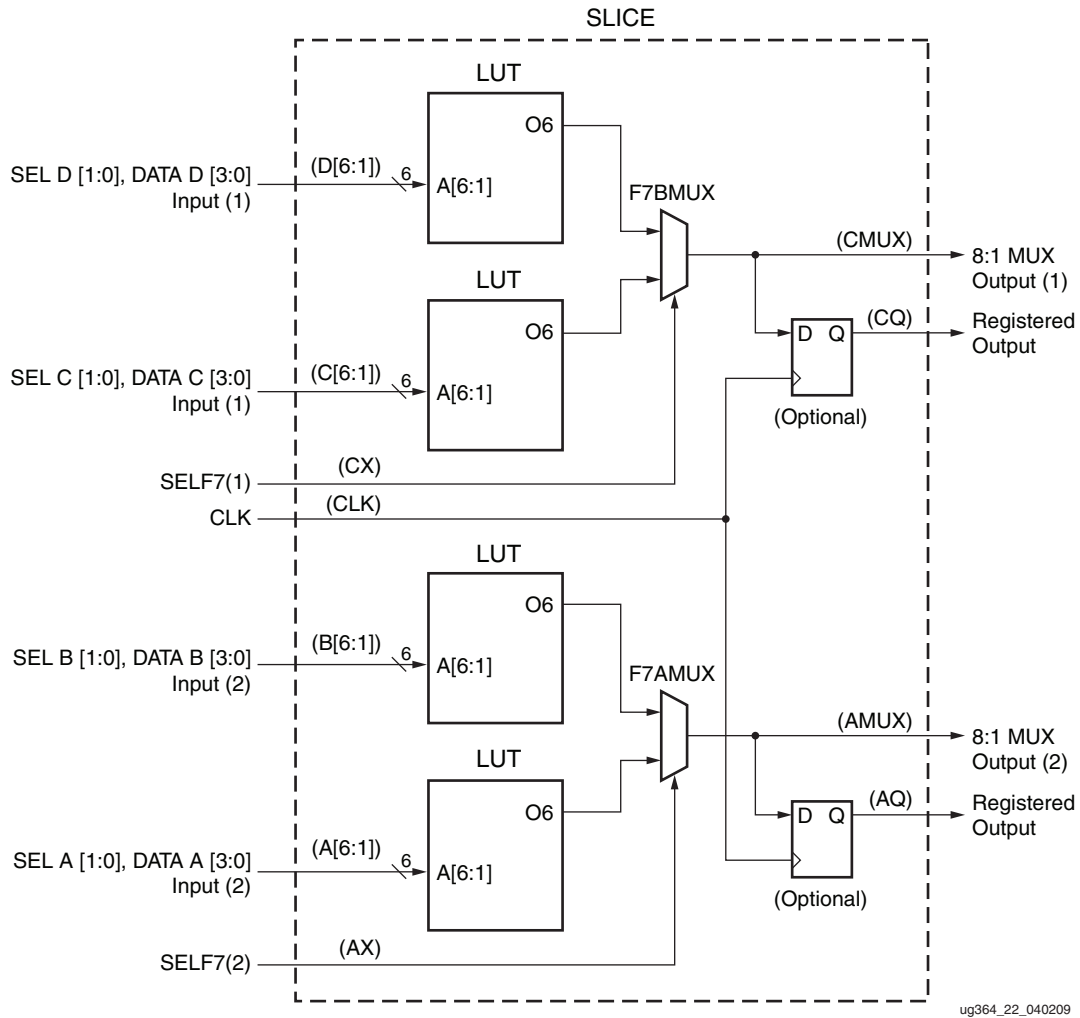 SLICE
LUT
O6
SEL D [1:0], DATA D [3:0]
Input (1)
(D[6:1])
6
A[6:1]
F7BMUX
(CMUX)
8:1 MUX
Output (1)
LUT
O6
D Q
(CQ)
Registered
Output
SEL C [1:0], DATA C [3:0]
Input (1)
(C[6:1])
6
A[6:1]
(Optional)
SELF7(1)
(CX)
CLK
(CLK)
LUT
O6
SEL B [1:0], DATA B [3:0]
Input (2)
(B[6:1])
6
A[6:1]
F7AMUX
(AMUX)
8:1 MUX
Output (2)
LUT
O6
D Q
(AQ)
Registered
Output
SEL A [1:0], DATA A [3:0]
Input (2)
(A[6:1])
6
A[6:1]
(Optional)
SELF7(2)
(AX)
ug364_22_040209